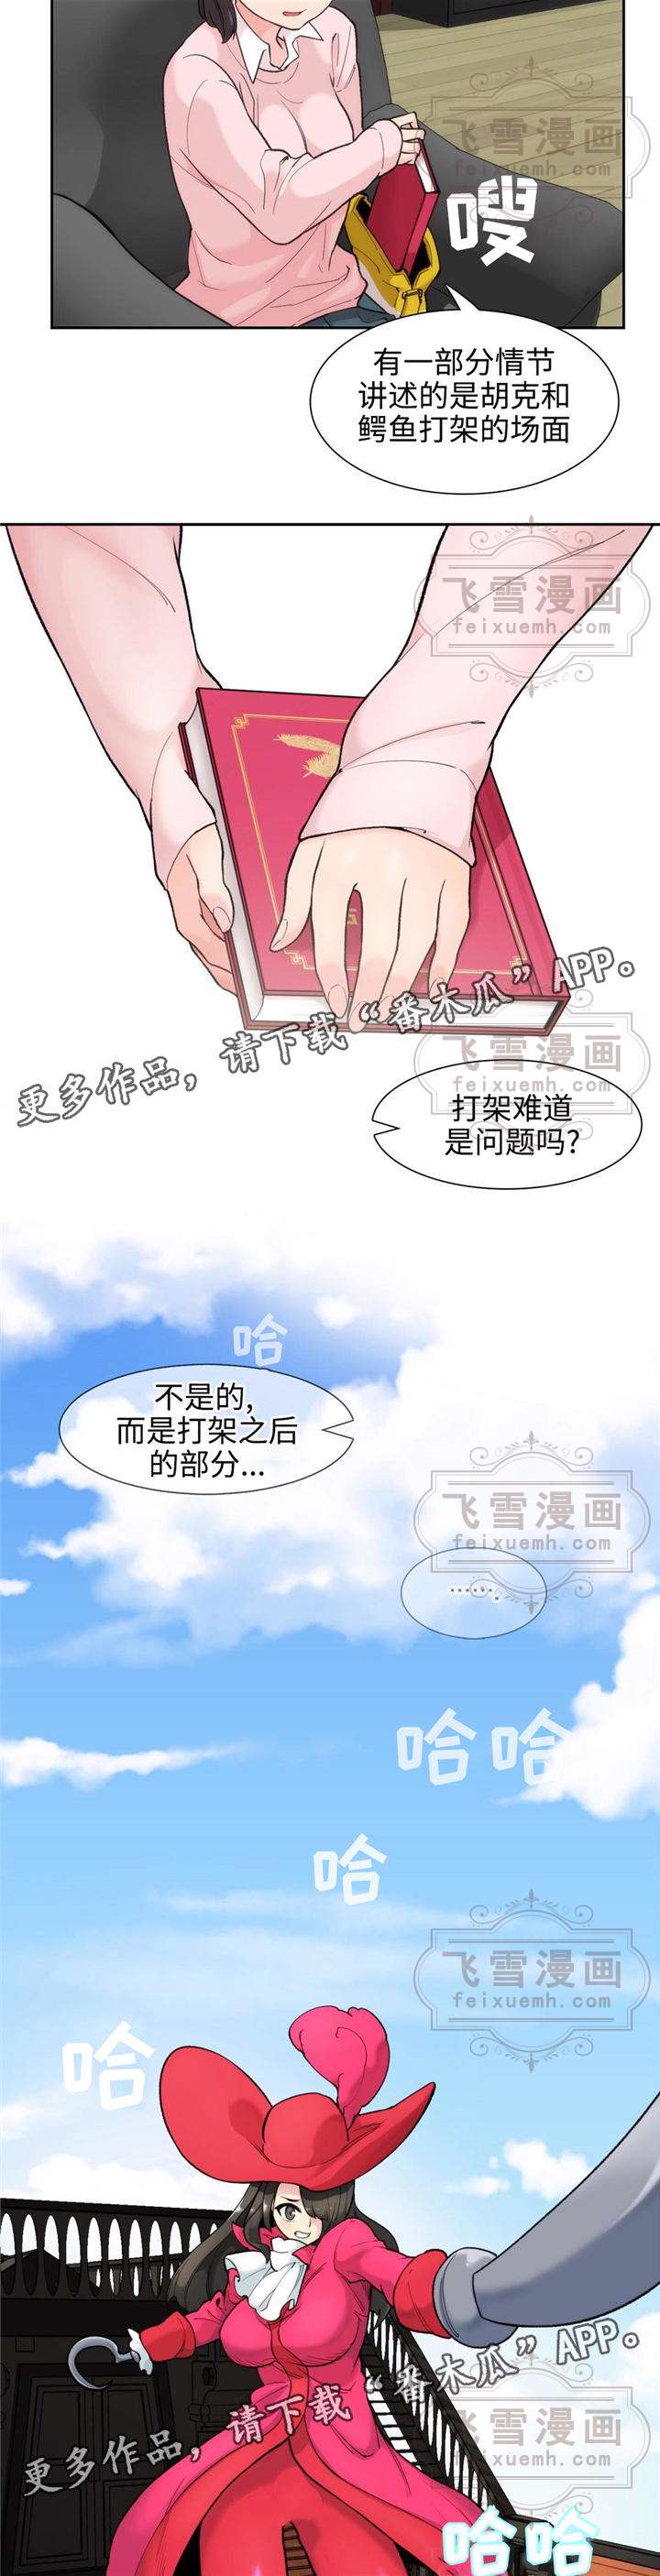 飞雪漫画
feixuemh.com
嗖
有一部分情节
讲述的是胡克和
鳄鱼打架的场面
飞雪漫画
feixuemh.com
更多作品，请下载“番木瓜”APP。
飞雪漫画
打架难道
是问题吗?
哈
不是的,
而是打架之后
的部分...
飞雪漫画
feixuemh.com
.......
哈哈
哈
飞雪漫画
feixuemh.com
哈
更多作品，请下载“番木瓜”APP。
飞雪漫画
feixuemh.com
哈哈